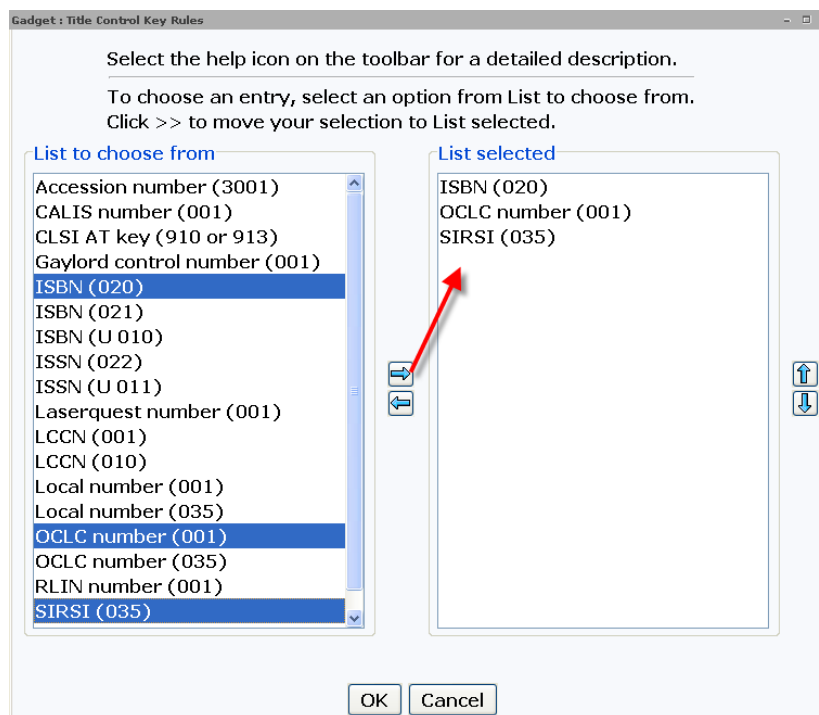 Gadget : Title Control Key Rules
Select the help icon on the toolbar for a detailed description.
To choose an entry, select an option from List to choose from.
Click >> to move your selection to List selected.
List to choose from
Accession number (3001)
CALIS number (001)
CLSI AT key (910 or 913)
Gaylord control number (001)
ISBN (020)
ISBN (021)
ISBN (U 010)
ISSN (022)
ISSN (U 011)
Laserquest number (001)
LCCN (001)
LCCN (010)
Local number (001)
Local number (035)
OCLC number (001)
OCLC number (035)
RLIN number (001)
SIRSI (035)
List selected
ISBN (020)
OCLC number (001)
SIRSI (035)
OK
Cancel